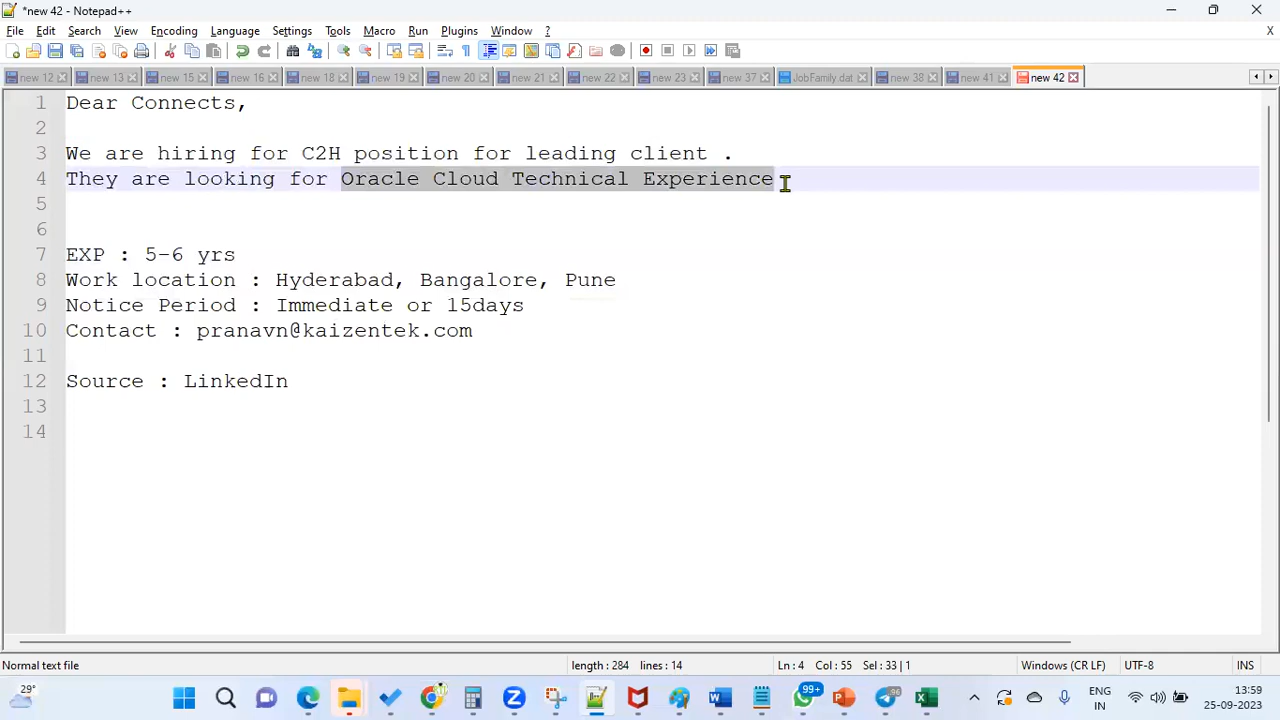 *new 42 - Notepad++
File Edit Search View Encoding Language Settings Tools Macro Run Plugins Window ?
X
new 12 new 13 new 15 new 16 new 18 new 19 new 20 new 21 new 22 new 23 new 37 JobFamily.dat new 38 new 41 new 42
1 Dear Connects,
2
3 We are hiring for C2H position for leading client .
4 They are looking for Oracle Cloud Technical Experience
5
6
7 EXP : 5-6 yrs
8 Work location : Hyderabad, Bangalore, Pune
9 Notice Period : Immediate or 15days
10 Contact : pranavn@kaizentek.com
11
12 Source : LinkedIn
13
14
Normal text file length : 284 lines : 14 Ln : 4 Col : 55 Sel : 33 | 1 Windows (CR LF) UTF-8 INS
29° 99+ 96 ENG IN 13:59
25-09-2023